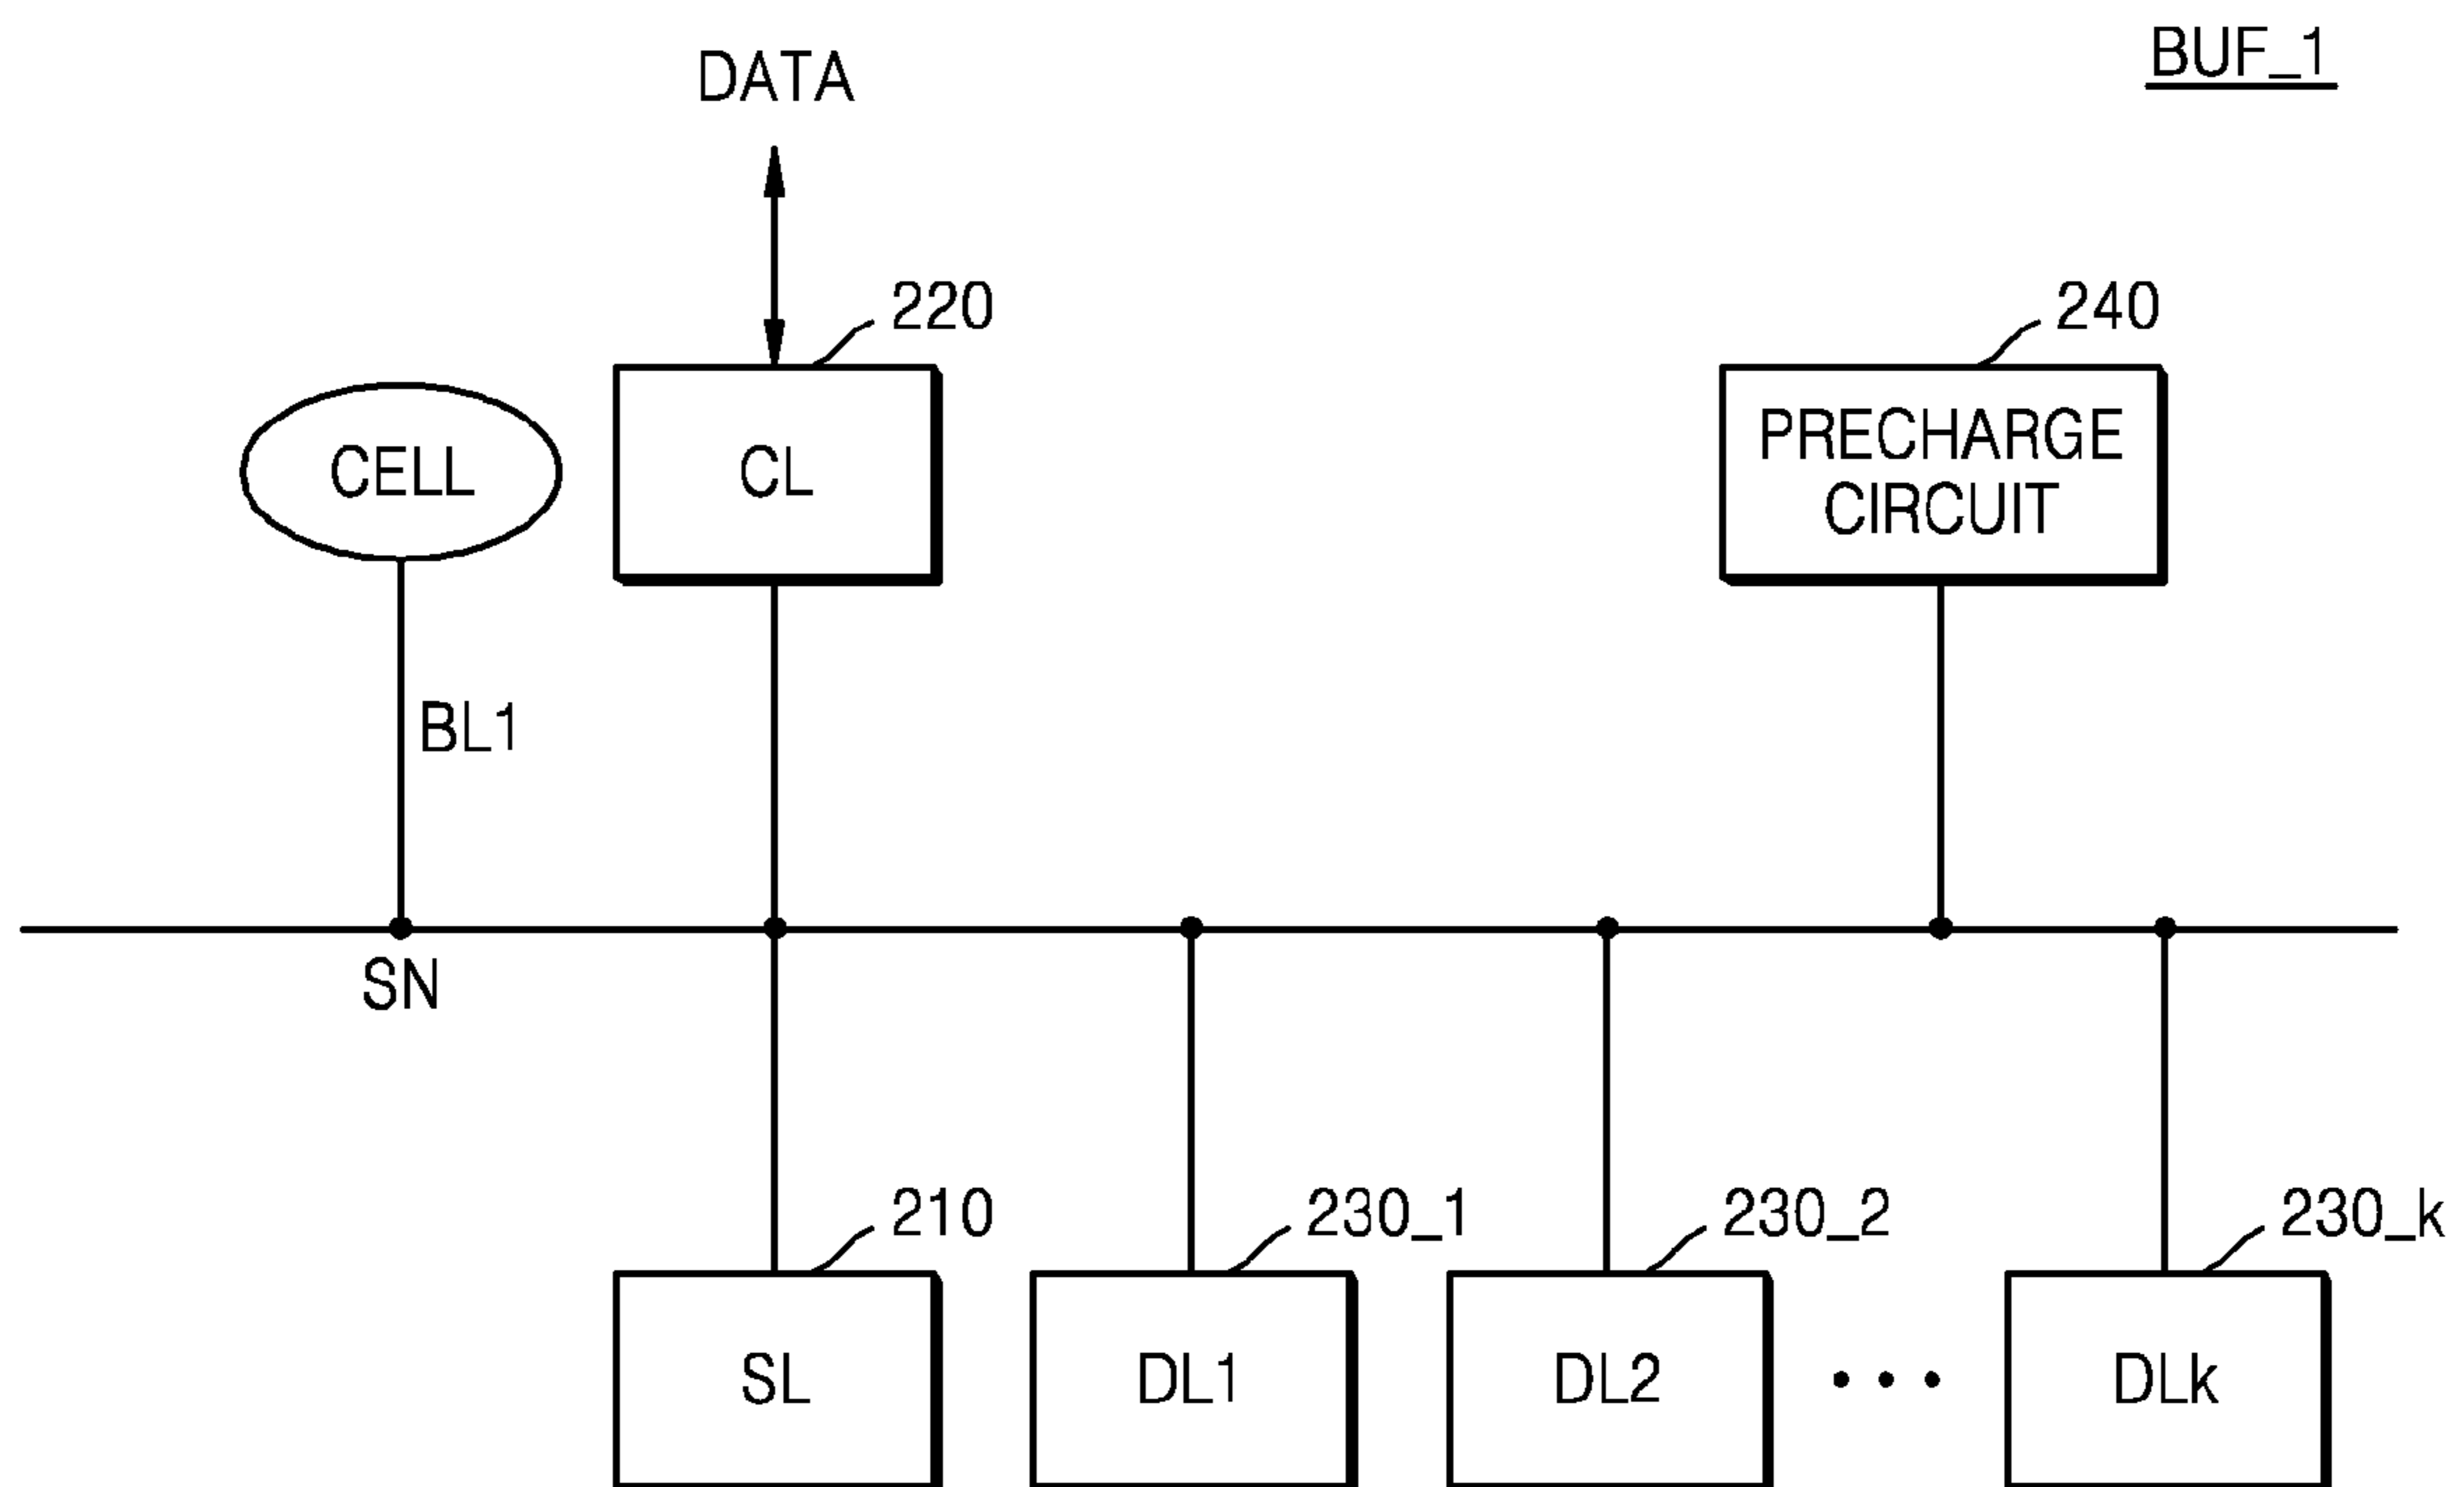 BUF_1
DATA
220
240
CELL
CL
PRECHARGE
CIRCUIT
BL1
SN
210
230_1
230_2
230_k
SL
DL1
DL2
• • •
DLk